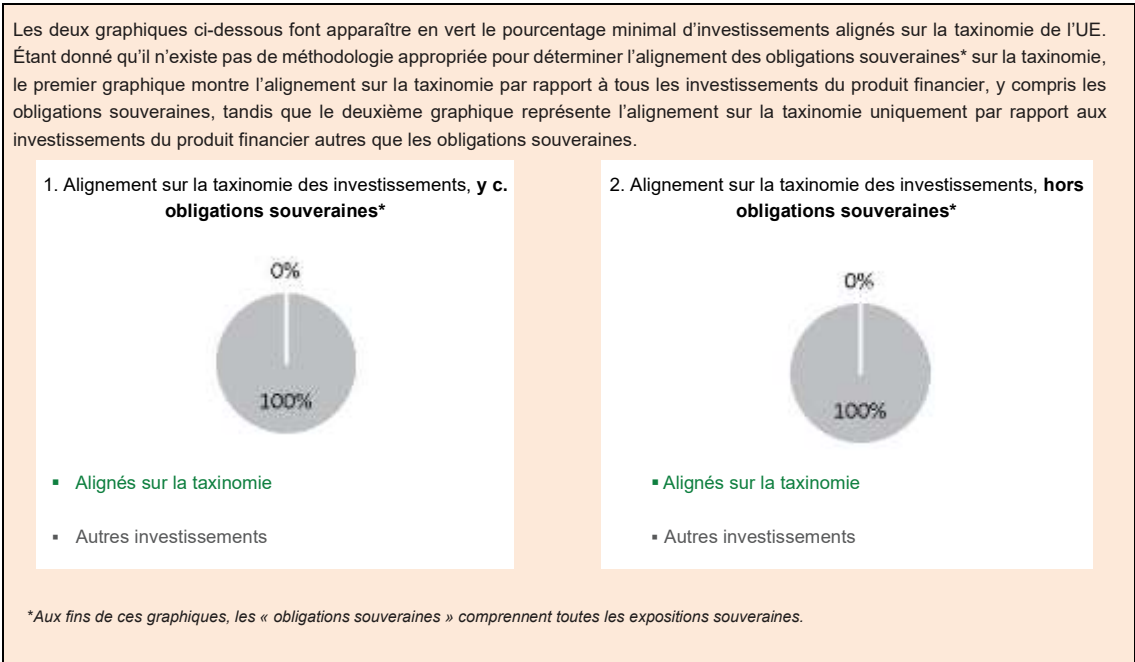 Les deux graphiques ci-dessous font apparaître en vert le pourcentage minimal d’investissements alignés sur la taxinomie de l’UE.
Étant donné qu’il n’existe pas de méthodologie appropriée pour déterminer l’alignement des obligations souveraines* sur la taxinomie,
le premier graphique montre l’alignement sur la taxinomie par rapport à tous les investissements du produit financier, y compris les
obligations souveraines, tandis que le deuxième graphique représente l’alignement sur la taxinomie uniquement par rapport aux
investissements du produit financier autres que les obligations souveraines.
1. Alignement sur la taxinomie des investissements, y c.
obligations souveraines*
0%
100%
▪ Alignés sur la taxinomie
▪ Autres investissements
2. Alignement sur la taxinomie des investissements, hors
obligations souveraines*
0%
100%
▪ Alignés sur la taxinomie
▪ Autres investissements
*Aux fins de ces graphiques, les « obligations souveraines » comprennent toutes les expositions souveraines.